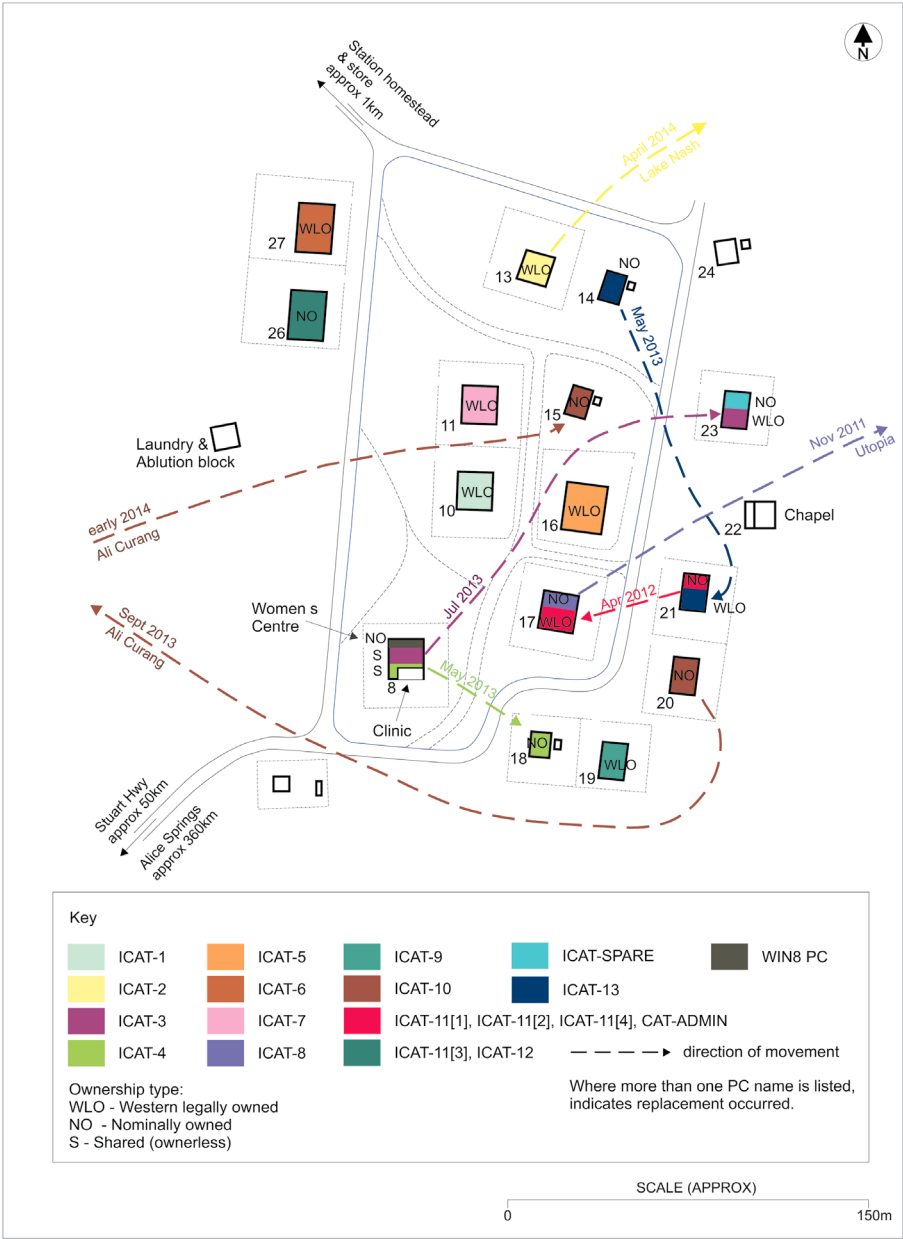 N
Station homestead
& store
approx 1km
April 2014
Lake Nash
27
WLO
13
WLO
NO
14
24
26
NO
May 2013
11
WLO
15
NO
NO
WLO
23
Nov 2011
Utopia
Laundry &
Ablution block
early 2014
Ali Curang
10
WLO
16
WLO
22
Chapel
Jul 2013
Sept 2013
Ali Curang
Women s
Centre
NO
S
S
8
Clinic
May 2013
17
NO
WLO
Apr 2012
21
NO
WLO
20
NO
18
NO
19
WLO
Stuart Hwy
approx 50km
Alice Springs
approx 360km
Key
ICAT-1
ICAT-5
ICAT-9
ICAT-SPARE
WIN8 PC
ICAT-2
ICAT-6
ICAT-10
ICAT-13
ICAT-3
ICAT-7
ICAT-11[1], ICAT-11[2], ICAT-11[4], CAT-ADMIN
ICAT-4
ICAT-8
ICAT-11[3], ICAT-12
direction of movement
Ownership type:
WLO - Western legally owned
NO - Nominally owned
S - Shared (ownerless)
Where more than one PC name is listed,
indicates replacement occurred.
SCALE (APPROX)
0
150m